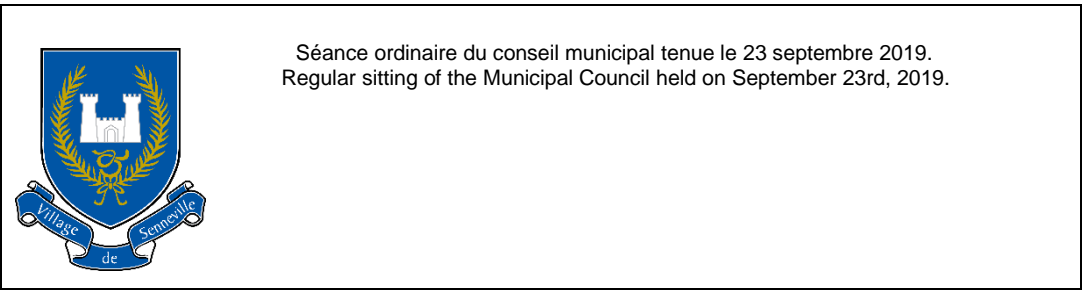 Séance ordinaire du conseil municipal tenue le 23 septembre 2019.
Regular sitting of the Municipal Council held on September 23rd, 2019.
Village
de
Senneville